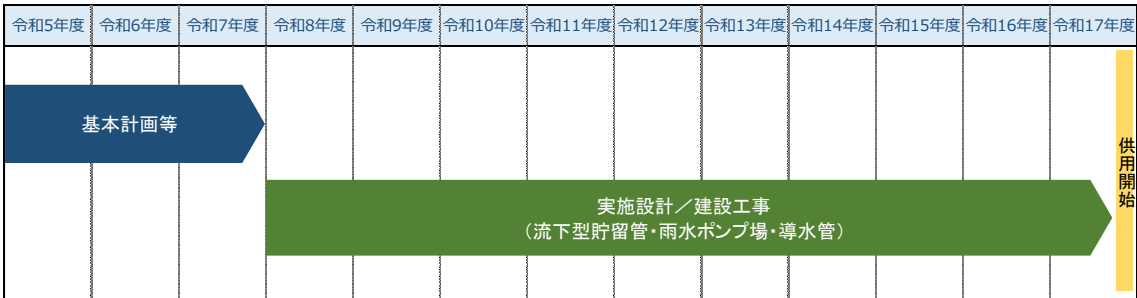 令和5年度 令和6年度 令和7年度 令和8年度 令和9年度 令和10年度 令和11年度 令和12年度 令和13年度 令和14年度 令和15年度 令和16年度 令和17年度
基本計画等
実施設計／建設工事
（流下型貯留管・雨水ポンプ場・導水管）
供用開始